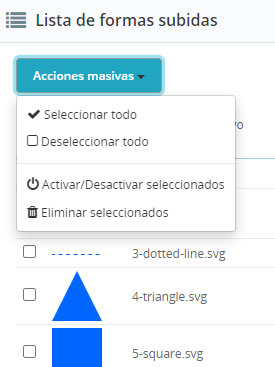 Lista de formas subidas
Acciones masivas
Seleccionar todo
Deseleccionar todo
Activar/Desactivar seleccionados
Eliminar seleccionados
3-dotted-line.svg
4-triangle.svg
5-square.svg